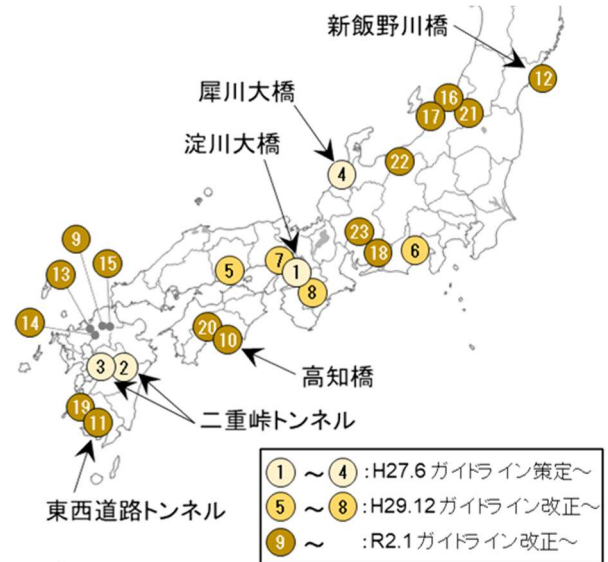 新飯野川橋
12
犀川大橋
16
17
21
淀川大橋
22
4
9
23
18
6
13
15
5
7
1
8
14
20
10
高知橋
3
2
二重峠トンネル
19
11
東西道路トンネル
1 ～ 4 :H27.6 ガイドライン策定～
5 ～ 8 :H29.12 ガイドライン改正～
9 ～ :R2.1 ガイドライン改正～